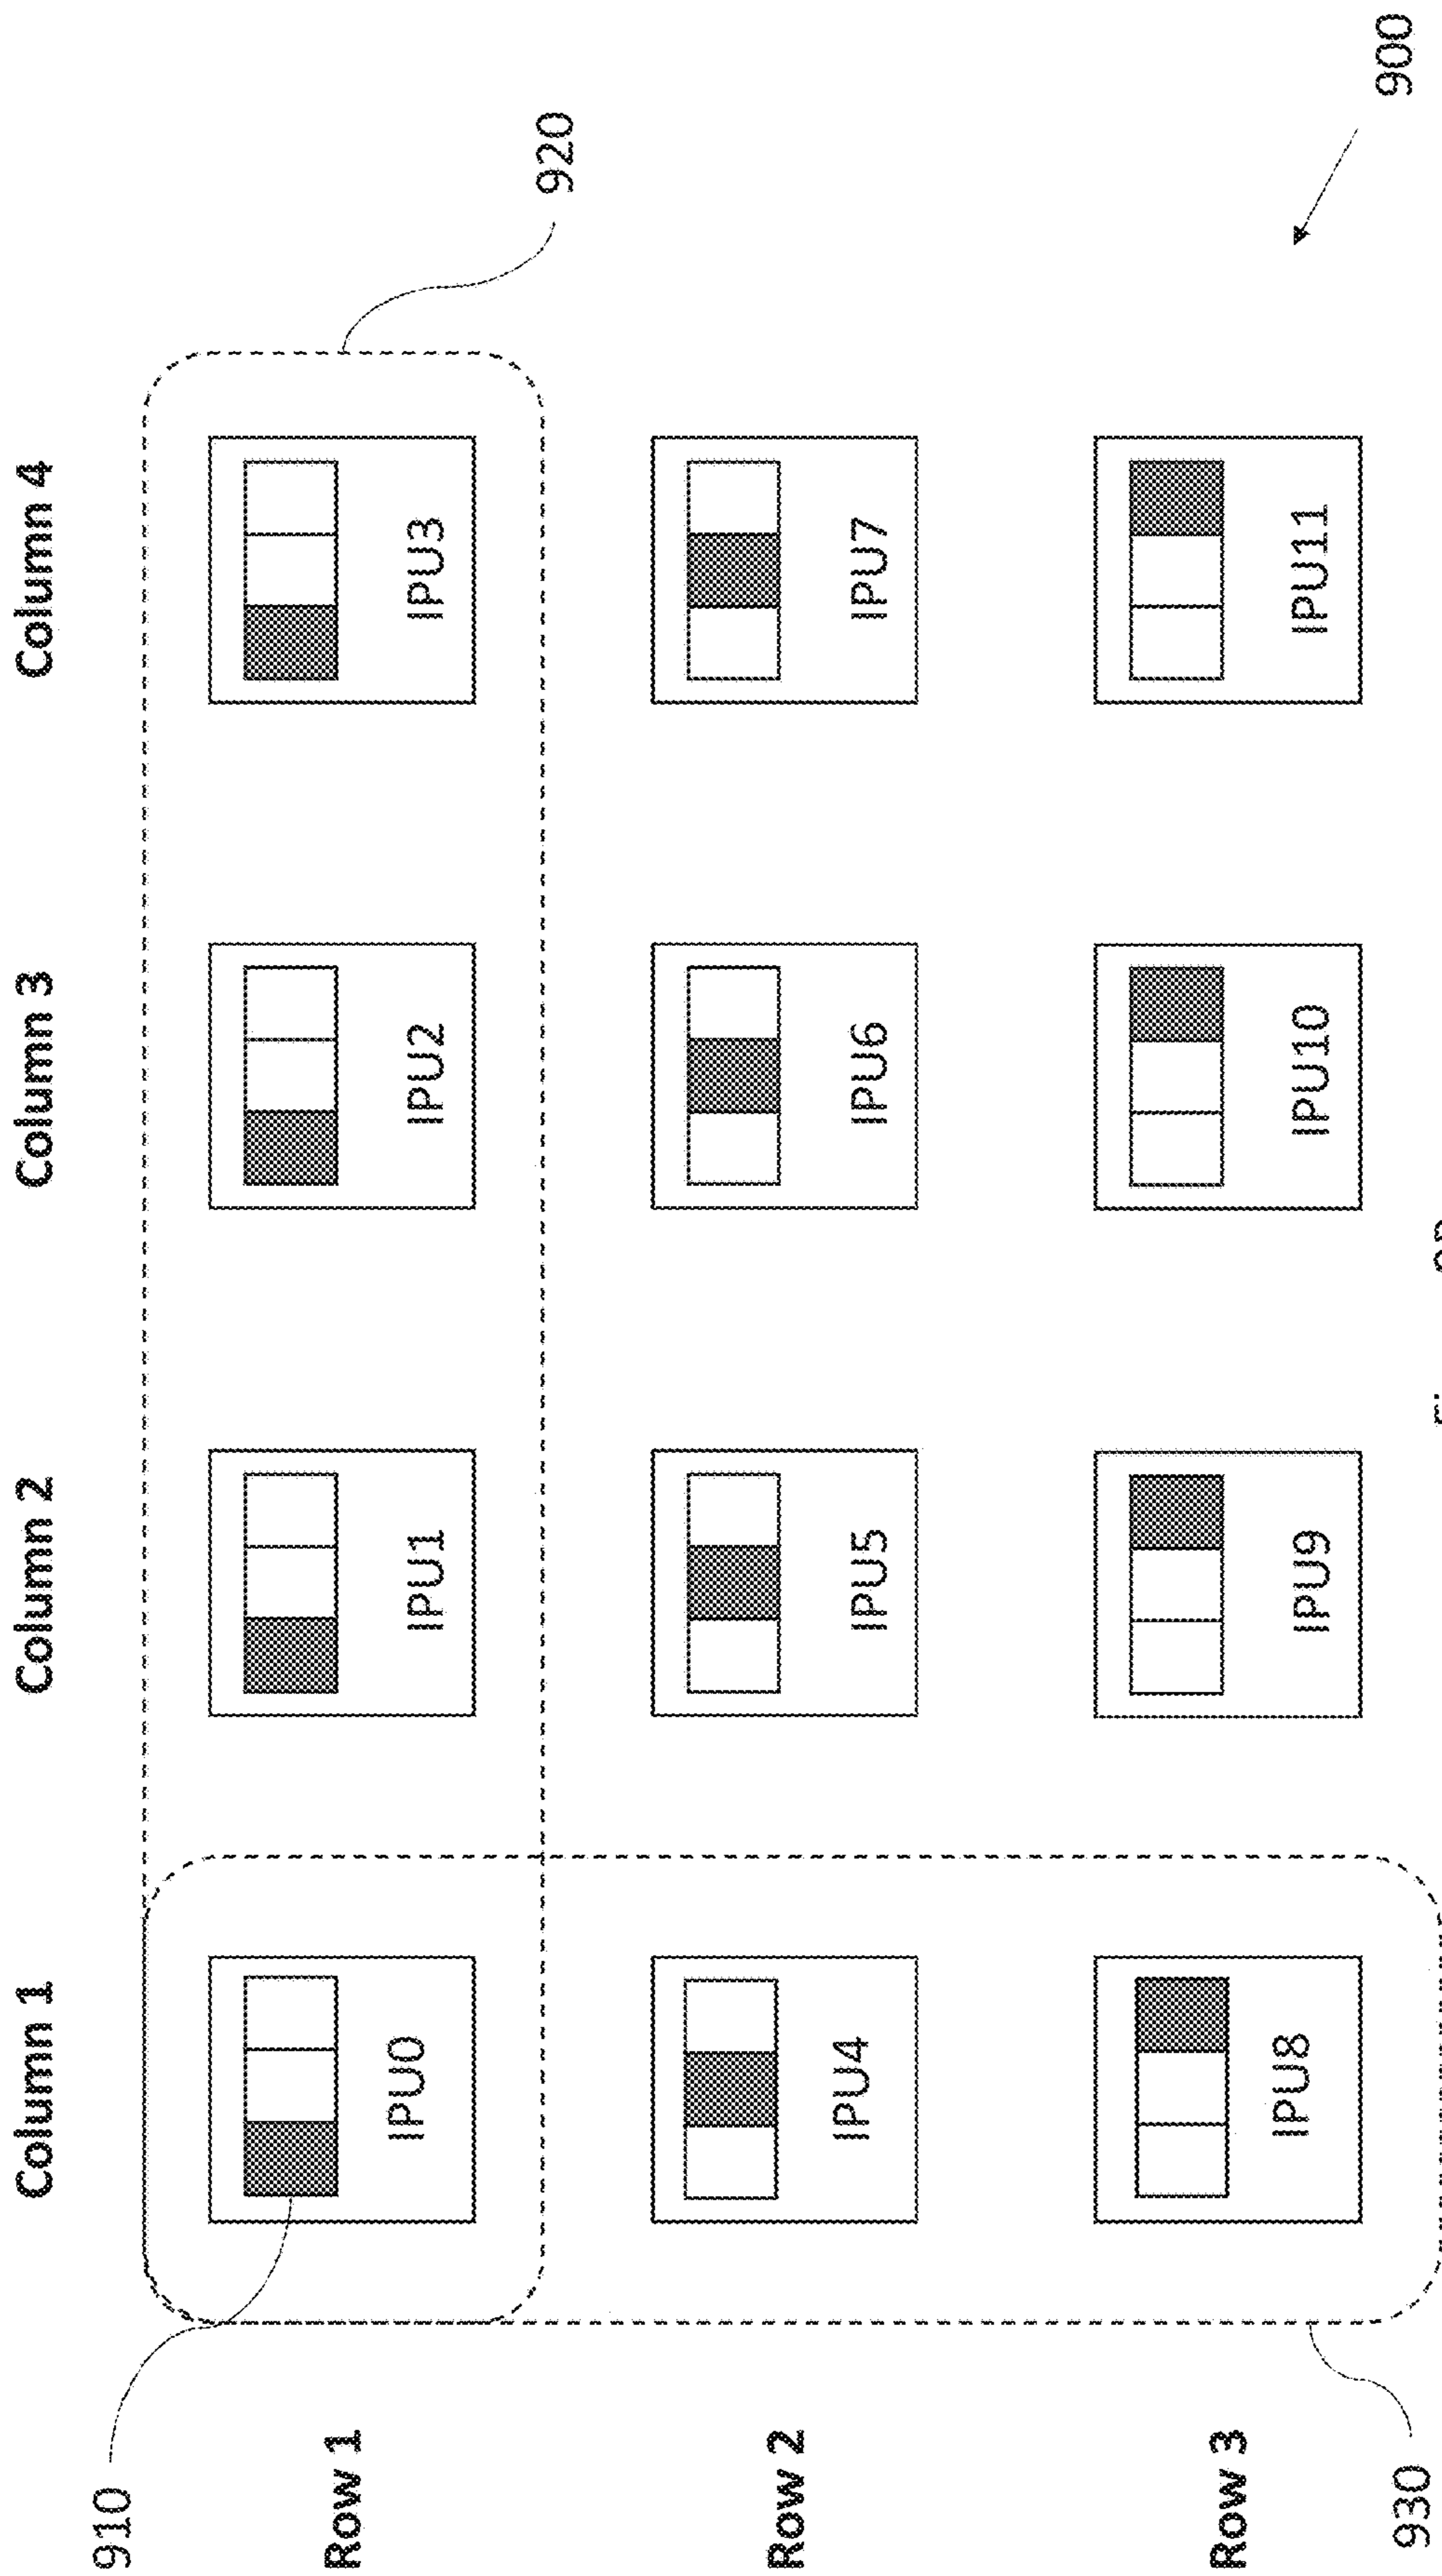 Column 1
Column 2
Column 3
Column 4
910
920
Row 1
IPU0
IPU1
IPU2
IPU3
Row 2
IPU4
IPU5
IPU6
IPU7
Row 3
IPU8
IPU9
IPU10
IPU11
930
900